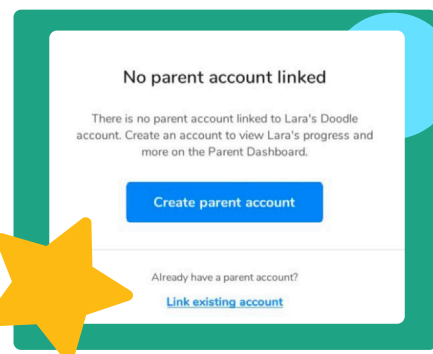 No parent account linked
There is no parent account linked to Lara's Doodle
account. Create an account to view Lara's progress and
more on the Parent Dashboard.
Create parent account
Already have a parent account?
Link existing account